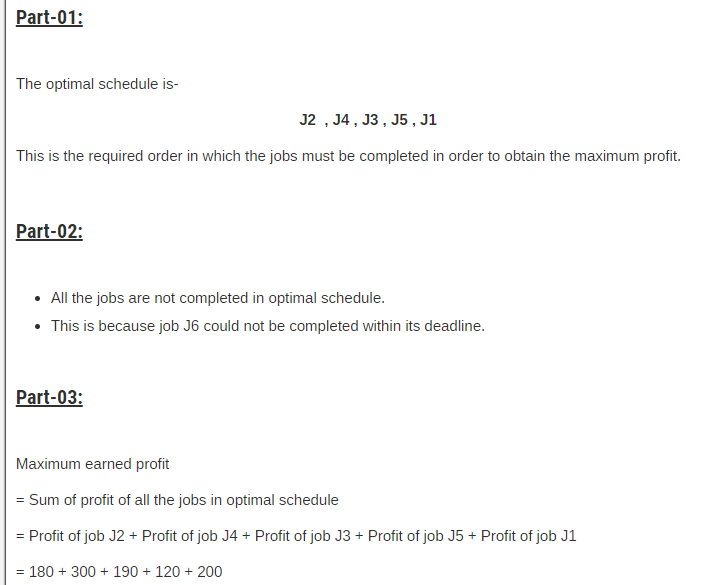 Part-01:
The optimal schedule is-
J2 , J4 , J3 , J5 , J1
This is the required order in which the jobs must be completed in order to obtain the maximum profit.
Part-02:
• All the jobs are not completed in optimal schedule.
• This is because job J6 could not be completed within its deadline.
Part-03:
Maximum earned profit
= Sum of profit of all the jobs in optimal schedule
= Profit of job J2 + Profit of job J4 + Profit of job J3 + Profit of job J5 + Profit of job J1
= 180 + 300 + 190 + 120 + 200